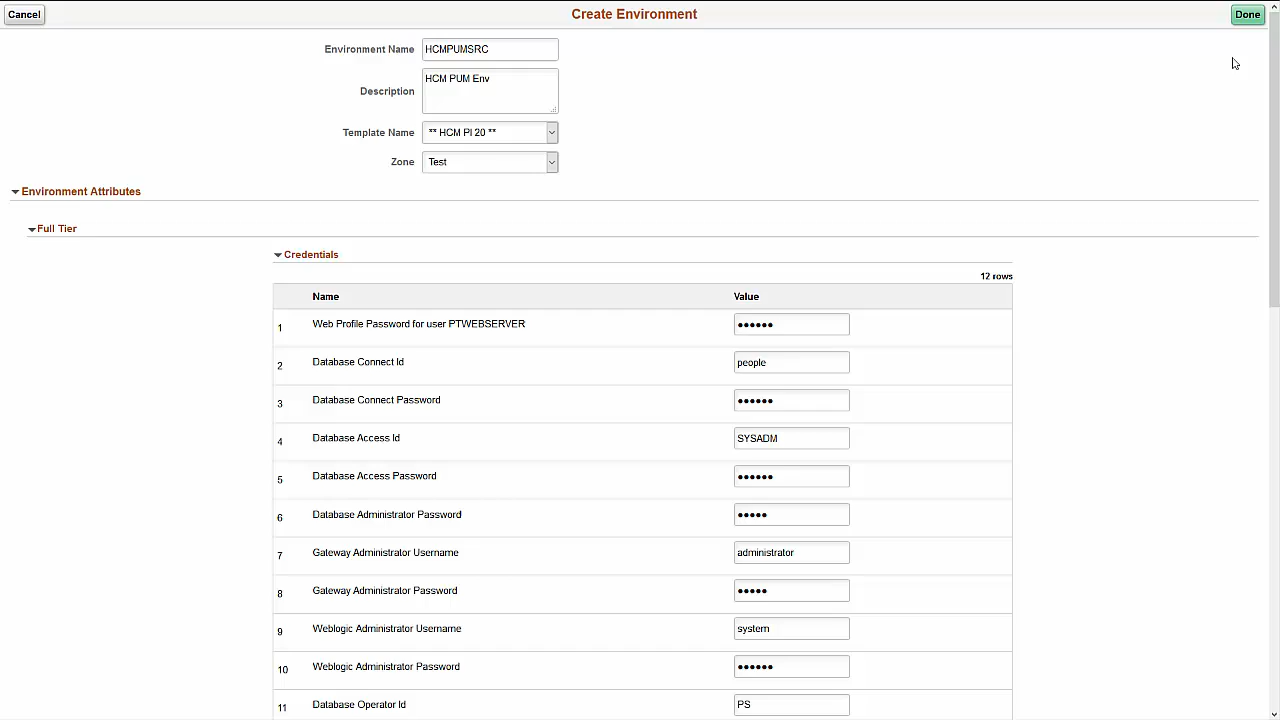 Cancel
Create Environment
Done
Environment Name
HCMPUMSRC
Description
HCM PUM Env
Template Name
** HCM PI 20 **
Zone
Test
Environment Attributes
Full Tier
Credentials
12 rows
Name
Value
1
Web Profile Password for user PTWEBSERVER
••••••
2
Database Connect Id
people
3
Database Connect Password
••••••
4
Database Access Id
SYSADM
5
Database Access Password
••••••
6
Database Administrator Password
•••••
7
Gateway Administrator Username
administrator
8
Gateway Administrator Password
•••••
9
Weblogic Administrator Username
system
10
Weblogic Administrator Password
••••••
11
Database Operator Id
PS